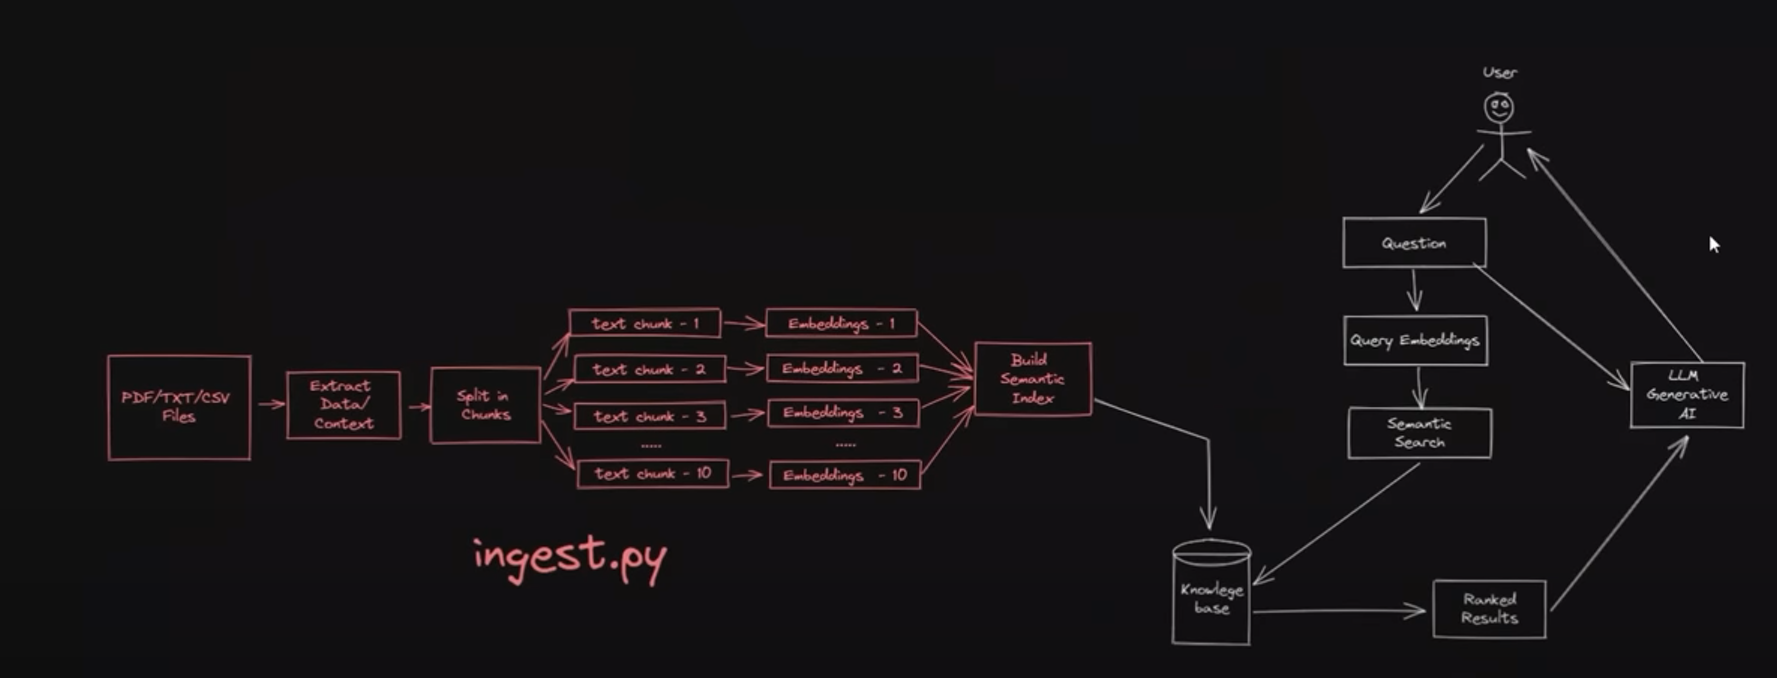 User
Question
Query Embeddings
Semantic
Search
LLM
Generative
AI
PDF/TXT/CSV
Files
Extract
Data/
Context
Split in
Chunks
text chunk - 1
text chunk - 2
text chunk - 3
.....
text chunk - 10
Embeddings - 1
Embeddings - 2
Embeddings - 3
.....
Embeddings - 10
Build
Semantic
Index
ingest.py
Knowlege
base
Ranked
Results